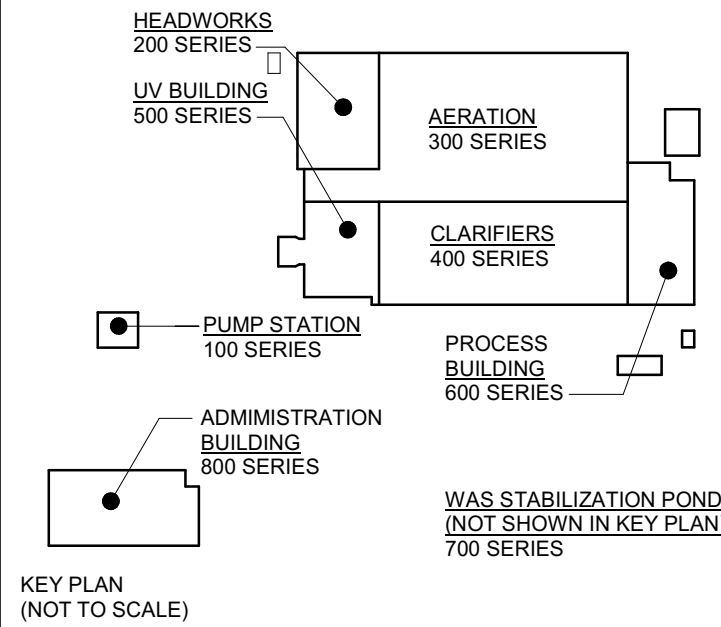 HEADWORKS
200 SERIES
UV BUILDING
500 SERIES
AERATION
300 SERIES
CLARIFIERS
400 SERIES
PUMP STATION
100 SERIES
PROCESS
BUILDING
600 SERIES
ADMIMISTRATION
BUILDING
800 SERIES
WAS STABILIZATION POND
(NOT SHOWN IN KEY PLAN
700 SERIES
KEY PLAN
(NOT TO SCALE)